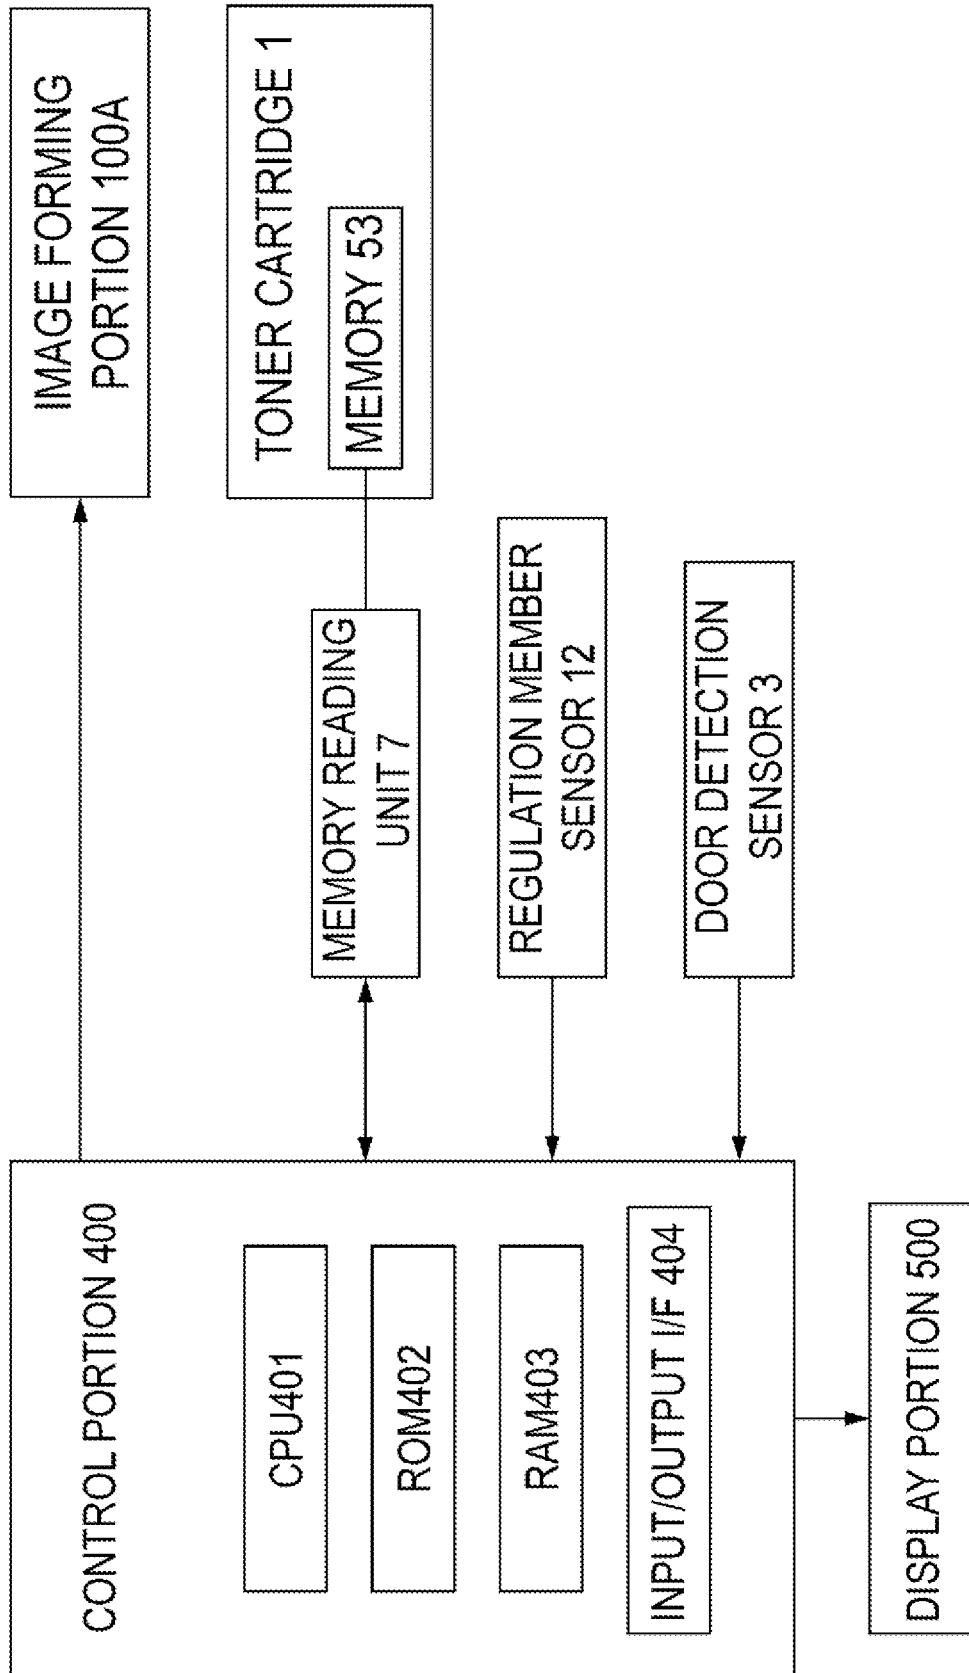 CONTROL PORTION 400
CPU401
ROM402
RAM403
INPUT/OUTPUT I/F 404
DISPLAY PORTION 500
IMAGE FORMING
PORTION 100A
TONER CARTRIDGE 1
MEMORY 53
MEMORY READING
UNIT 7
REGULATION MEMBER
SENSOR 12
DOOR DETECTION
SENSOR 3